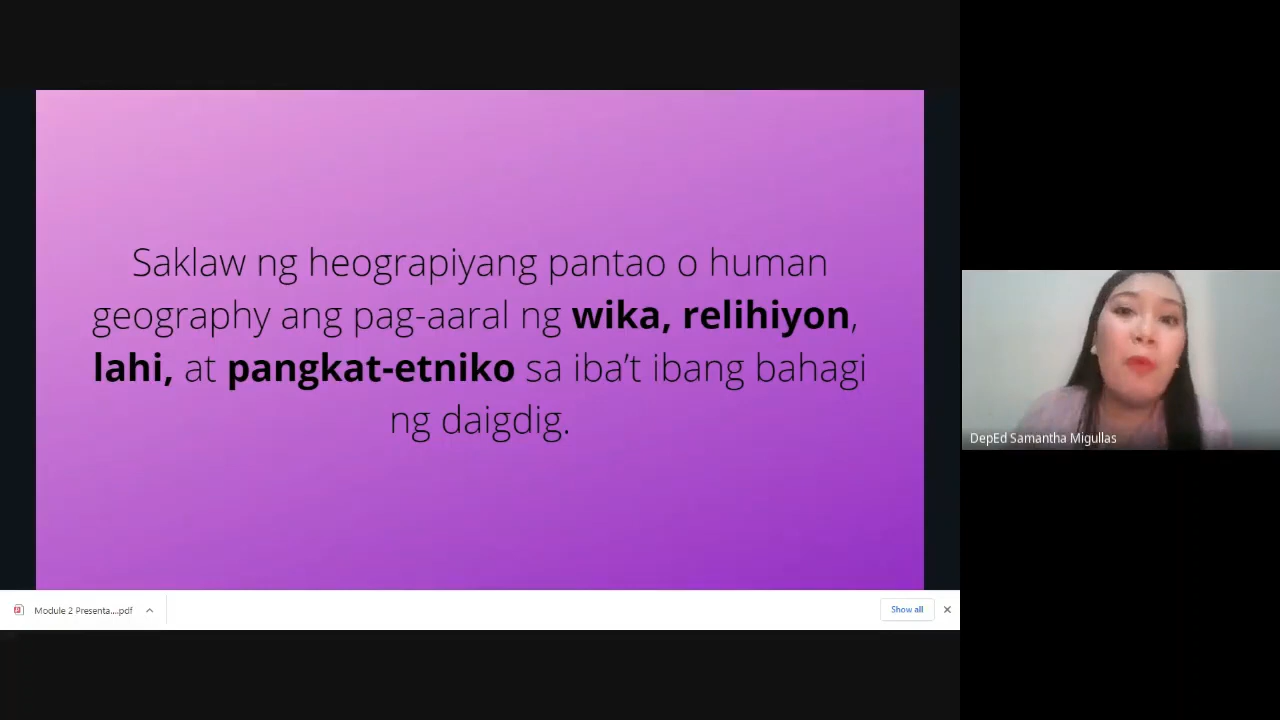 Saklaw ng heograpiyang pantao o human
geography ang pag-aaral ng wika, relihiyon,
lahi, at pangkat-etniko sa iba’t ibang bahagi
ng daigdig.
DepEd Samantha Migullas
Module 2 Presenta....pdf
Show all